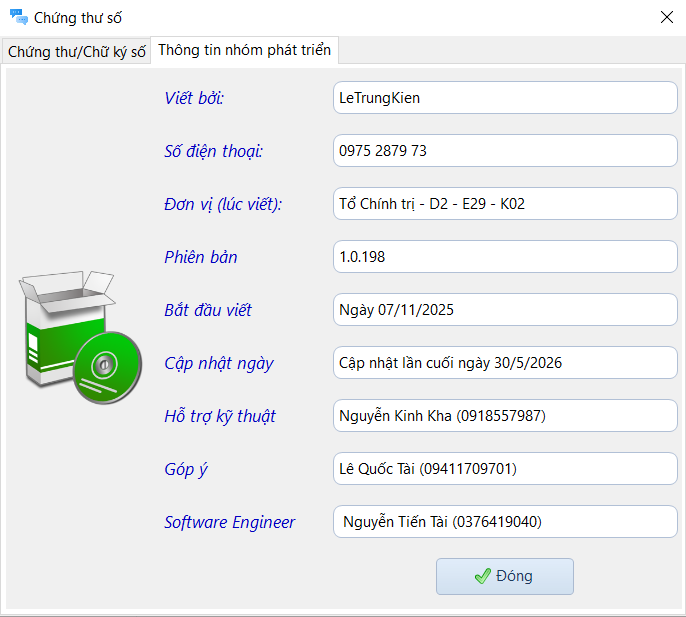 Chứng thư số
Chứng thư/Chữ ký số
Thông tin nhóm phát triển
Viết bởi:
LeTrungKien
Số điện thoại:
0975 2879 73
Đơn vị (lúc viết):
Tổ Chính trị - D2 - E29 - K02
Phiên bản
1.0.198
Bắt đầu viết
Ngày 07/11/2025
Cập nhật ngày
Cập nhật lần cuối ngày 30/5/2026
Hỗ trợ kỹ thuật
Nguyễn Kinh Kha (0918557987)
Góp ý
Lê Quốc Tài (09411709701)
Software Engineer
Nguyễn Tiến Tài (0376419040)
Đóng